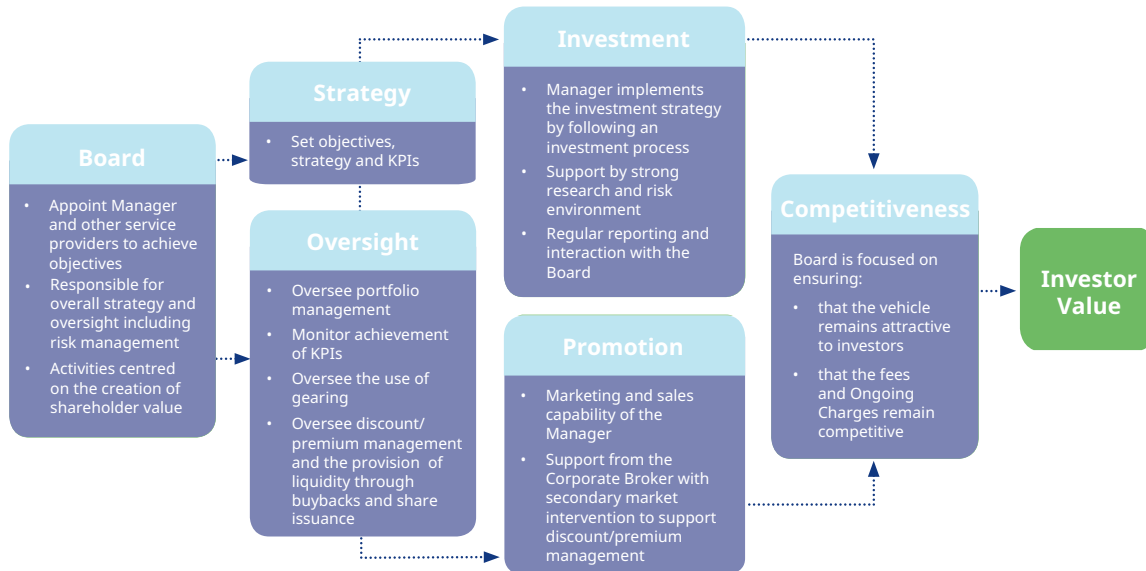 Board
• Appoint Manager
and other service
providers to achieve
objectives
• Responsible for
overall strategy and
oversight including
risk management
• Activities centred
on the creation of
shareholder value
Strategy
• Set objectives,
strategy and KPIs
Oversight
• Oversee portfolio
management
• Monitor achievement
of KPIs
• Oversee the use of
gearing
• Oversee discount/
premium management
and the provision of
liquidity through
buybacks and share
issuance
Investment
• Manager implements
the investment strategy
by following an
investment process
• Support by strong
research and risk
environment
• Regular reporting and
interaction with the
Board
Promotion
• Marketing and sales
capability of the
Manager
• Support from the
Corporate Broker with
secondary market
intervention to support
discount/premium
management
Competitiveness
Board is focused on
ensuring:
• that the vehicle
remains attractive
to investors
• that the fees
and Ongoing
Charges remain
competitive
Investor
Value